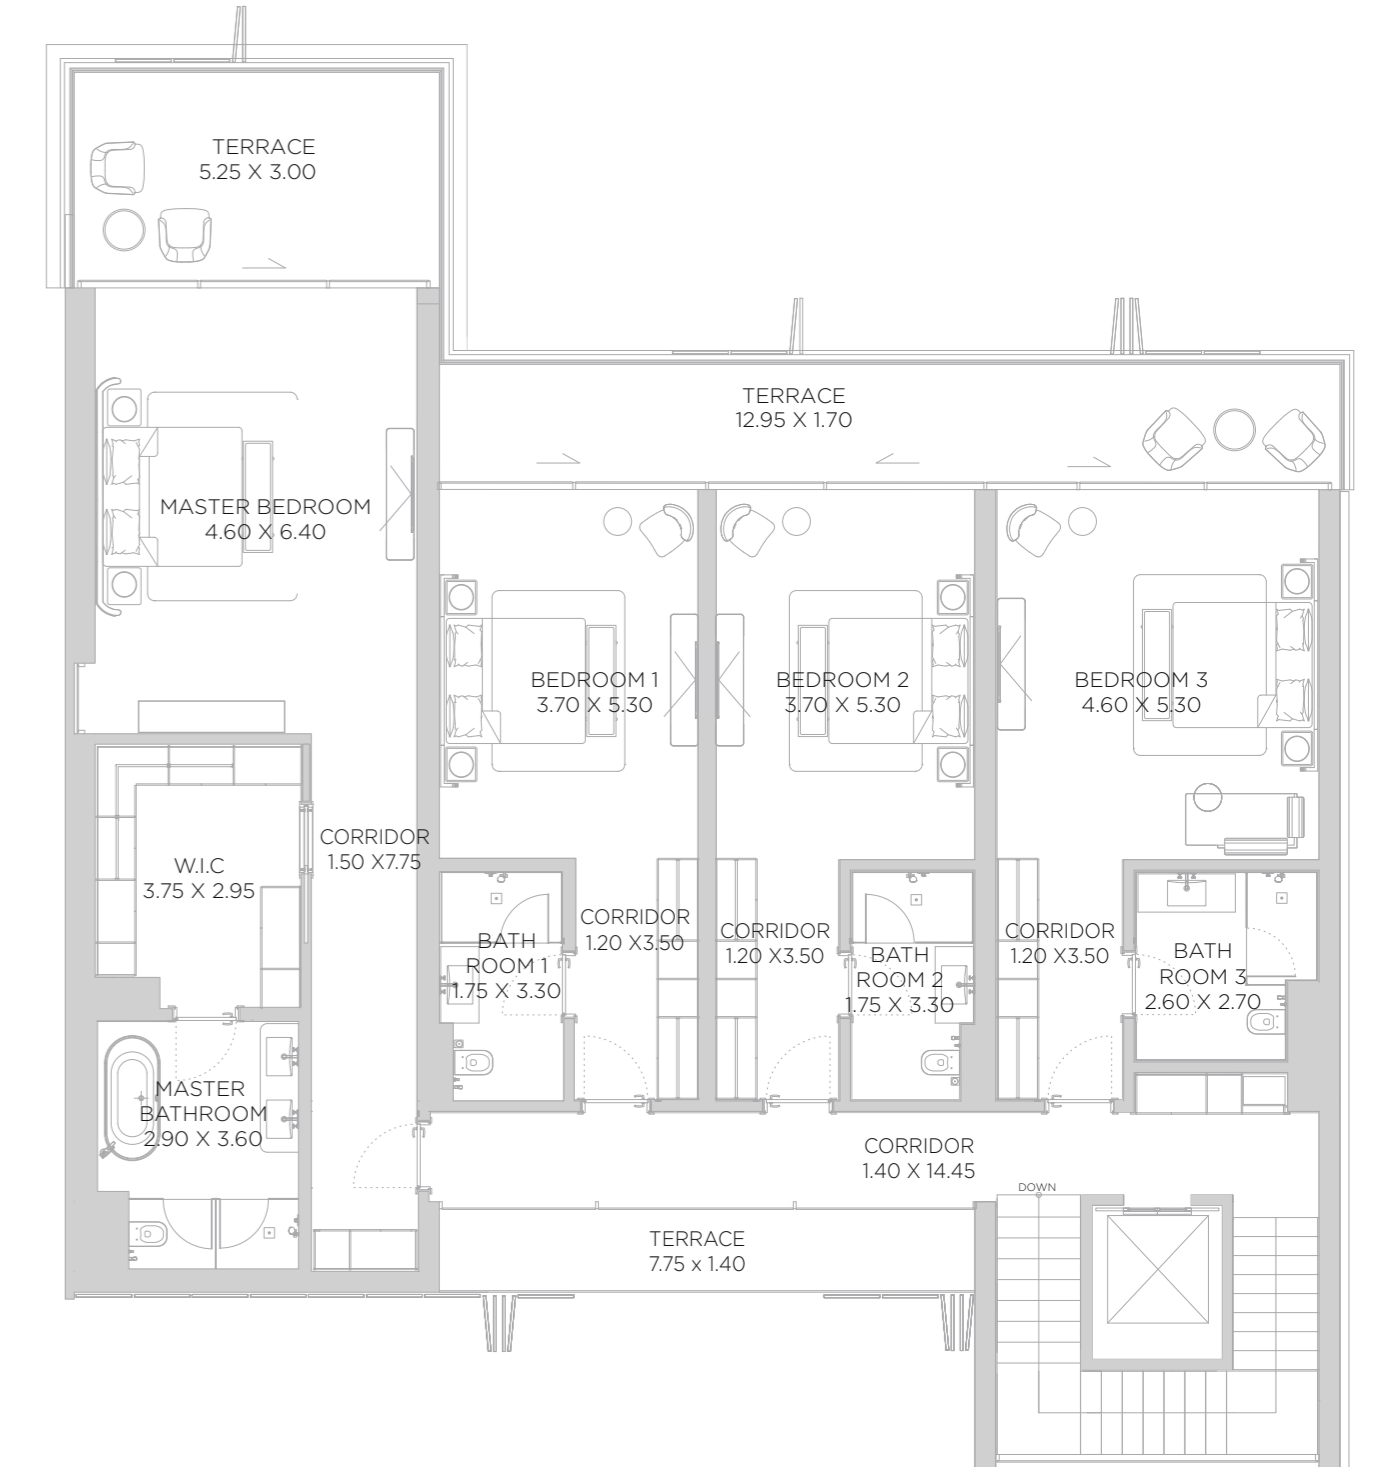 TERRACE
5.25 X 3.00
TERRACE
12.95 X 1.70
MASTER BEDROOM
4.60 X 6.40
BEDROOM 1
3.70 X 5.30
BEDROOM 2
3.70 X 5.30
BEDROOM 3
4.60 X 5.30
CORRIDOR
1.50 X7.75
W.I.C
3.75 X 2.95
CORRIDOR
1.20 X3.50
BATH
ROOM 1
1.75 X 3.30
CORRIDOR
1.20 X3.50
BATH
ROOM 2
1.75 X 3.30
CORRIDOR
1.20 X3.50
BATH
ROOM 3
2.60 X 2.70
MASTER
BATHROOM
2.90 X 3.60
CORRIDOR
1.40 X 14.45
DOWN
TERRACE
7.75 x 1.40